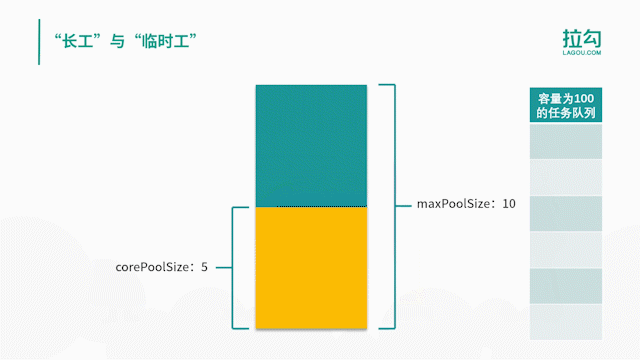 “长工”与“临时工”
拉勾
LAGOU.COM
容量为100
的任务队列
maxPoolSize：10
corePoolSize：5